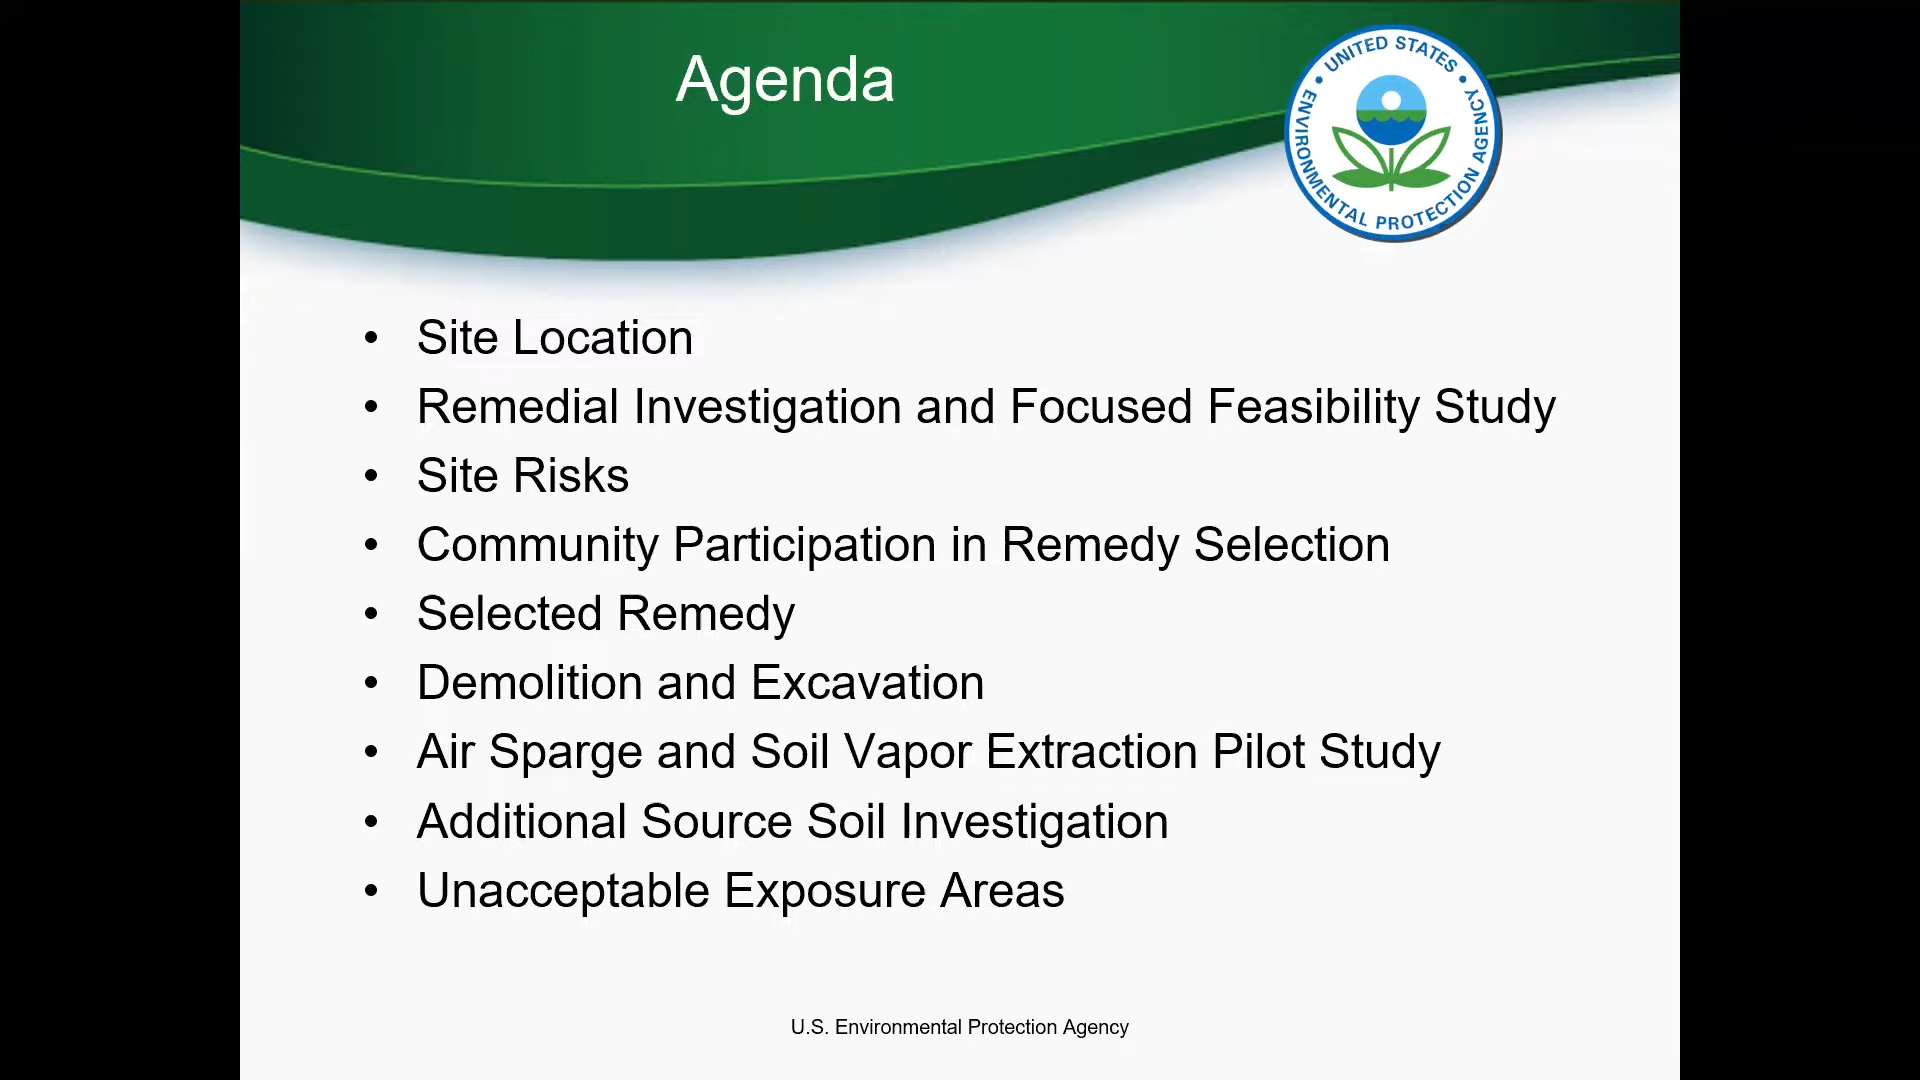 Agenda
UNITED STATES
ENVIRONMENTAL PROTECTION AGENCY
• Site Location
• Remedial Investigation and Focused Feasibility Study
• Site Risks
• Community Participation in Remedy Selection
• Selected Remedy
• Demolition and Excavation
• Air Sparge and Soil Vapor Extraction Pilot Study
• Additional Source Soil Investigation
• Unacceptable Exposure Areas
U.S. Environmental Protection Agency